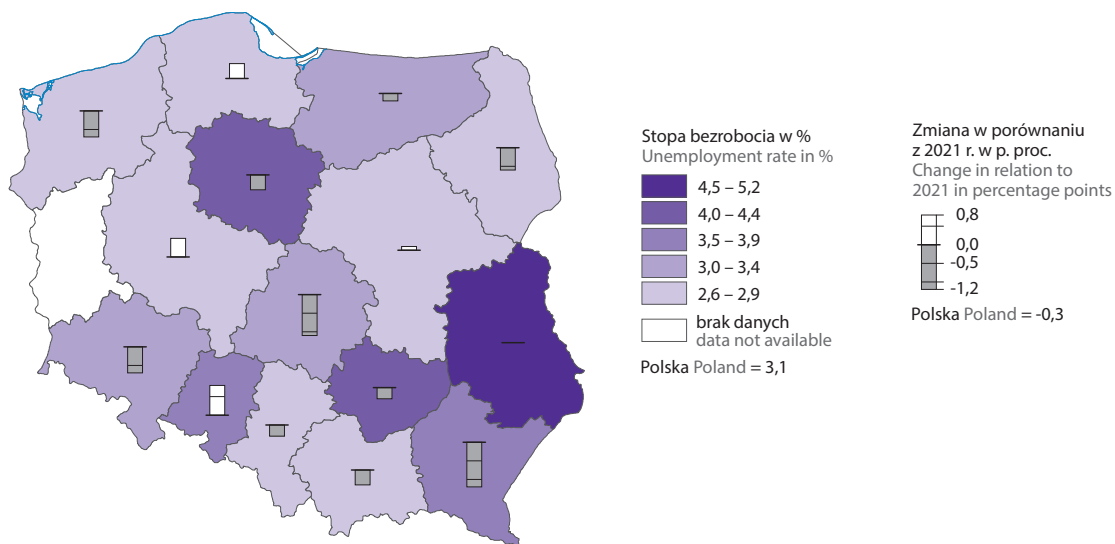 Stopa bezrobocia w %
Unemployment rate in %
4,5 – 5,2
4,0 – 4,4
3,5 – 3,9
3,0 – 3,4
2,6 – 2,9
brak danych
data not available
Polska Poland = 3,1
Zmiana w porównaniu
z 2021 r. w p. proc.
Change in relation to
2021 in percentage points
0,8
0,0
-0,5
-1,2
Polska Poland = -0,3